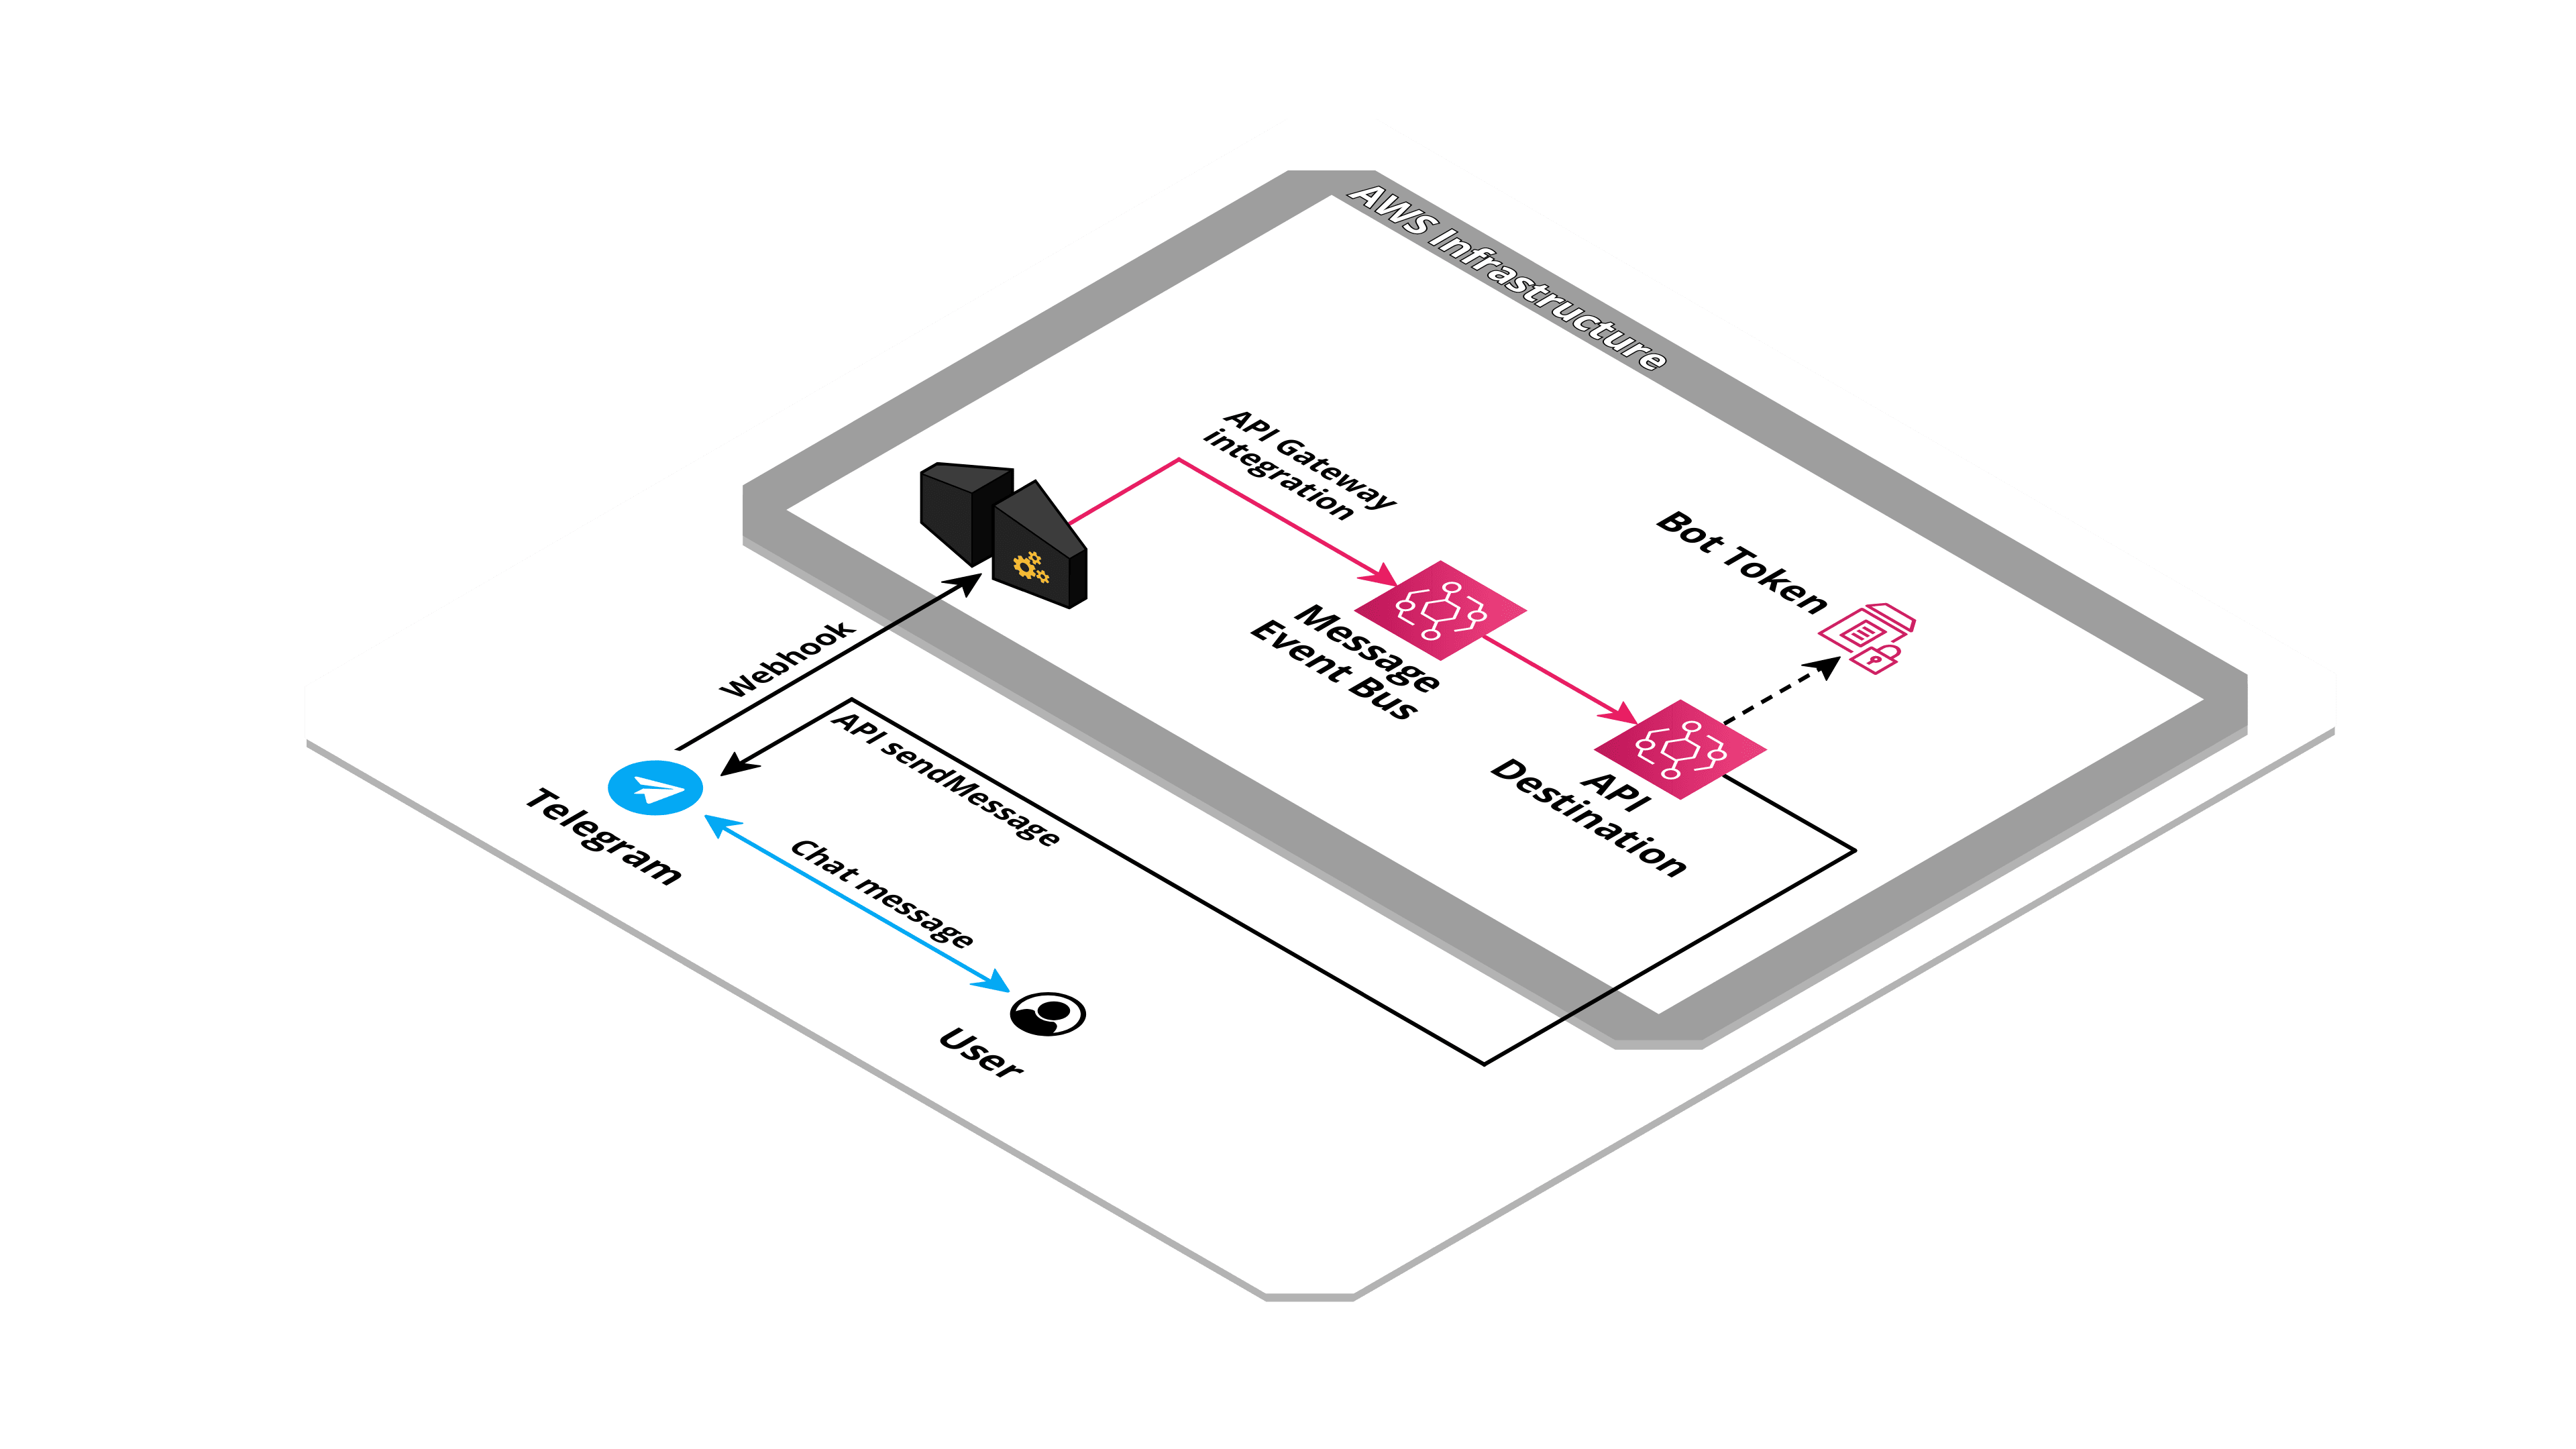 AWS Infrastructure
API Gateway
integration
Bot Token
Message
Event Bus
Webhook
API
Destination
API sendMessage
Telegram
Chat message
User